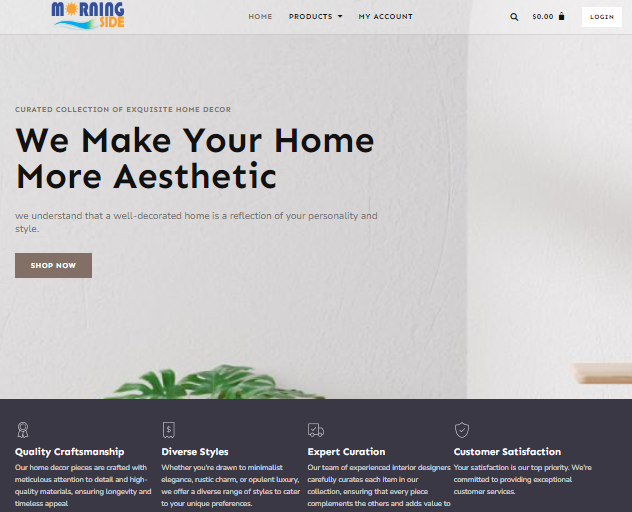 MORNING
SIDE
HOME
PRODUCTS
MY ACCOUNT
$0.00
LOGIN
CURATED COLLECTION OF EXQUISITE HOME DECOR
We Make Your Home
More Aesthetic
we understand that a well-decorated home is a reflection of your personality and
style.
SHOP NOW
Quality Craftsmanship
Our home decor pieces are crafted with
meticulous attention to detail and high-
quality materials, ensuring longevity and
timeless appeal
Diverse Styles
Whether you're drawn to minimalist
elegance, rustic charm, or opulent luxury,
we offer a diverse range of styles to cater
to your unique preferences.
Expert Curation
Our team of experienced interior designers
carefully curates each item in our
collection, ensuring that every piece
complements the others and adds value to
Customer Satisfaction
Your satisfaction is our top priority. We're
committed to providing exceptional
customer services.